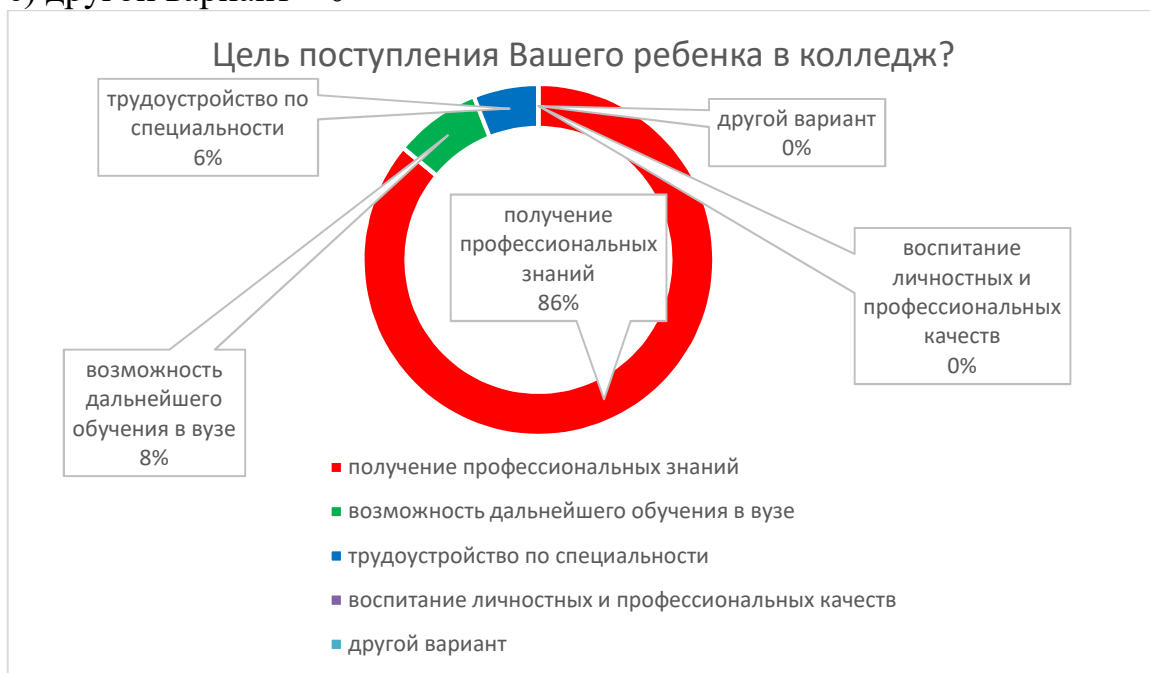 Цель поступления Вашего ребенка в колледж?
трудоустройство по
специальности
6%
другой вариант
0%
получение
профессиональных
знаний
86%
воспитание
личностных и
профессиональных
качеств
0%
возможность
дальнейшего
обучения в вузе
8%
получение профессиональных знаний
возможность дальнейшего обучения в вузе
трудоустройство по специальности
воспитание личностных и профессиональных качеств
другой вариант